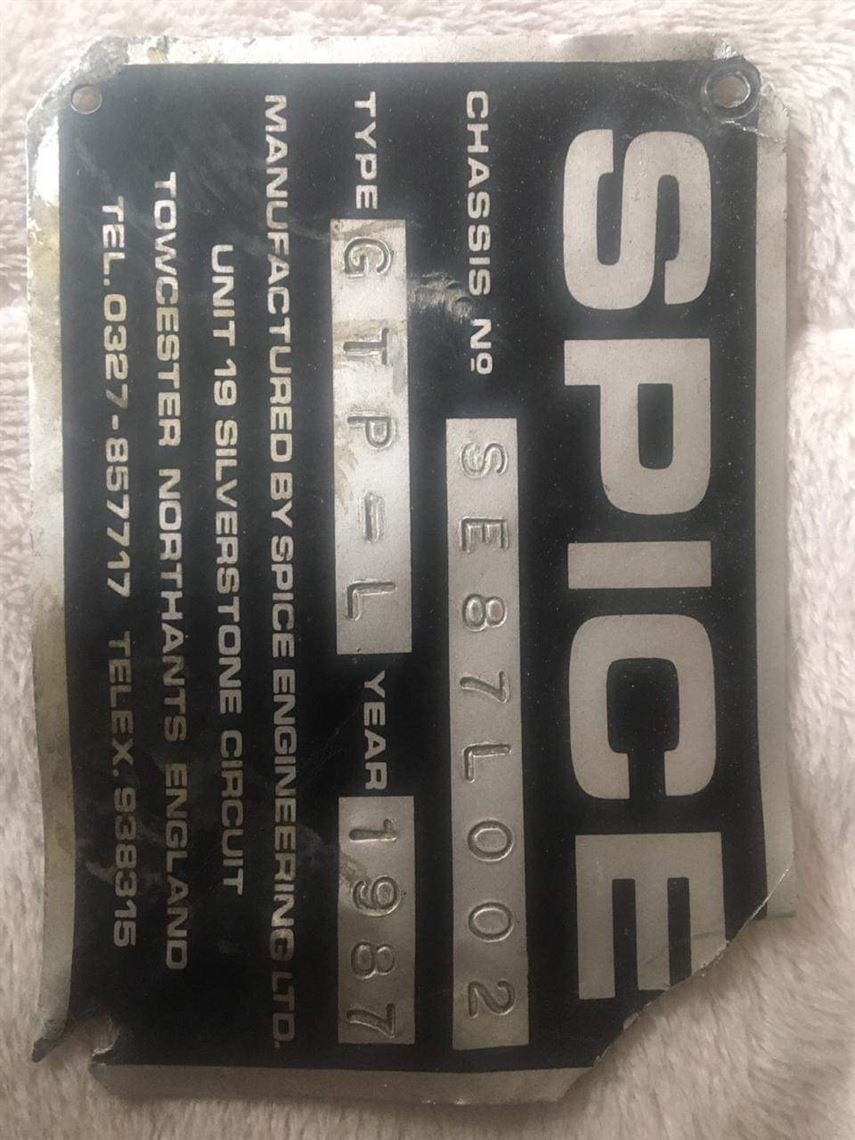 SPICE
CHASSIS Nº SE87L002
TYPE GTP-L YEAR 1987
MANUFACTURED BY SPICE ENGINEERING LTD.
UNIT 19 SILVERSTONE CIRCUIT
TOWCESTER NORTHANTS ENGLAND
TEL. 0327-857717 TELEX. 938315